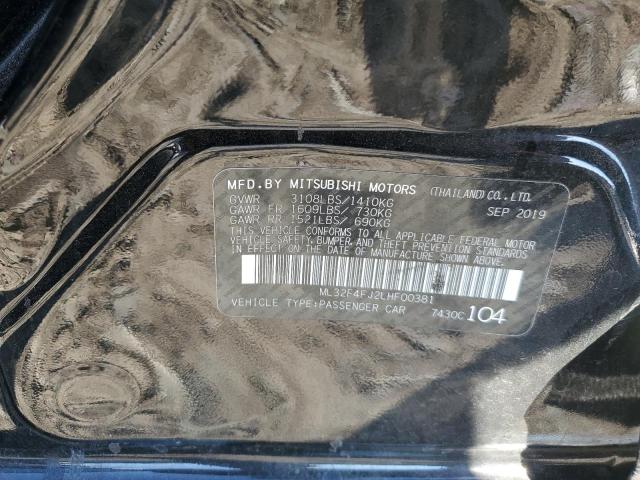 MFD.BY MITSUBISHI MOTORS (THAILAND) CO., LTD.
GVWR 3108LBS/1410KG SEP 2019
GAWR FR 1609LBS/ 730KG
GAWR RR 1521LBS/ 690KG
THIS VEHICLE CONFORMS TO ALL APPLICABLE FEDERAL MOTOR
VEHICLE SAFETY, BUMPER, AND THEFT PREVENTION STANDARDS
IN EFFECT ON THE DATE OF MANUFACTURE SHOWN ABOVE.
ML32F4FJ2LHF00381
VEHICLE TYPE:PASSENGER CAR 7430C 104